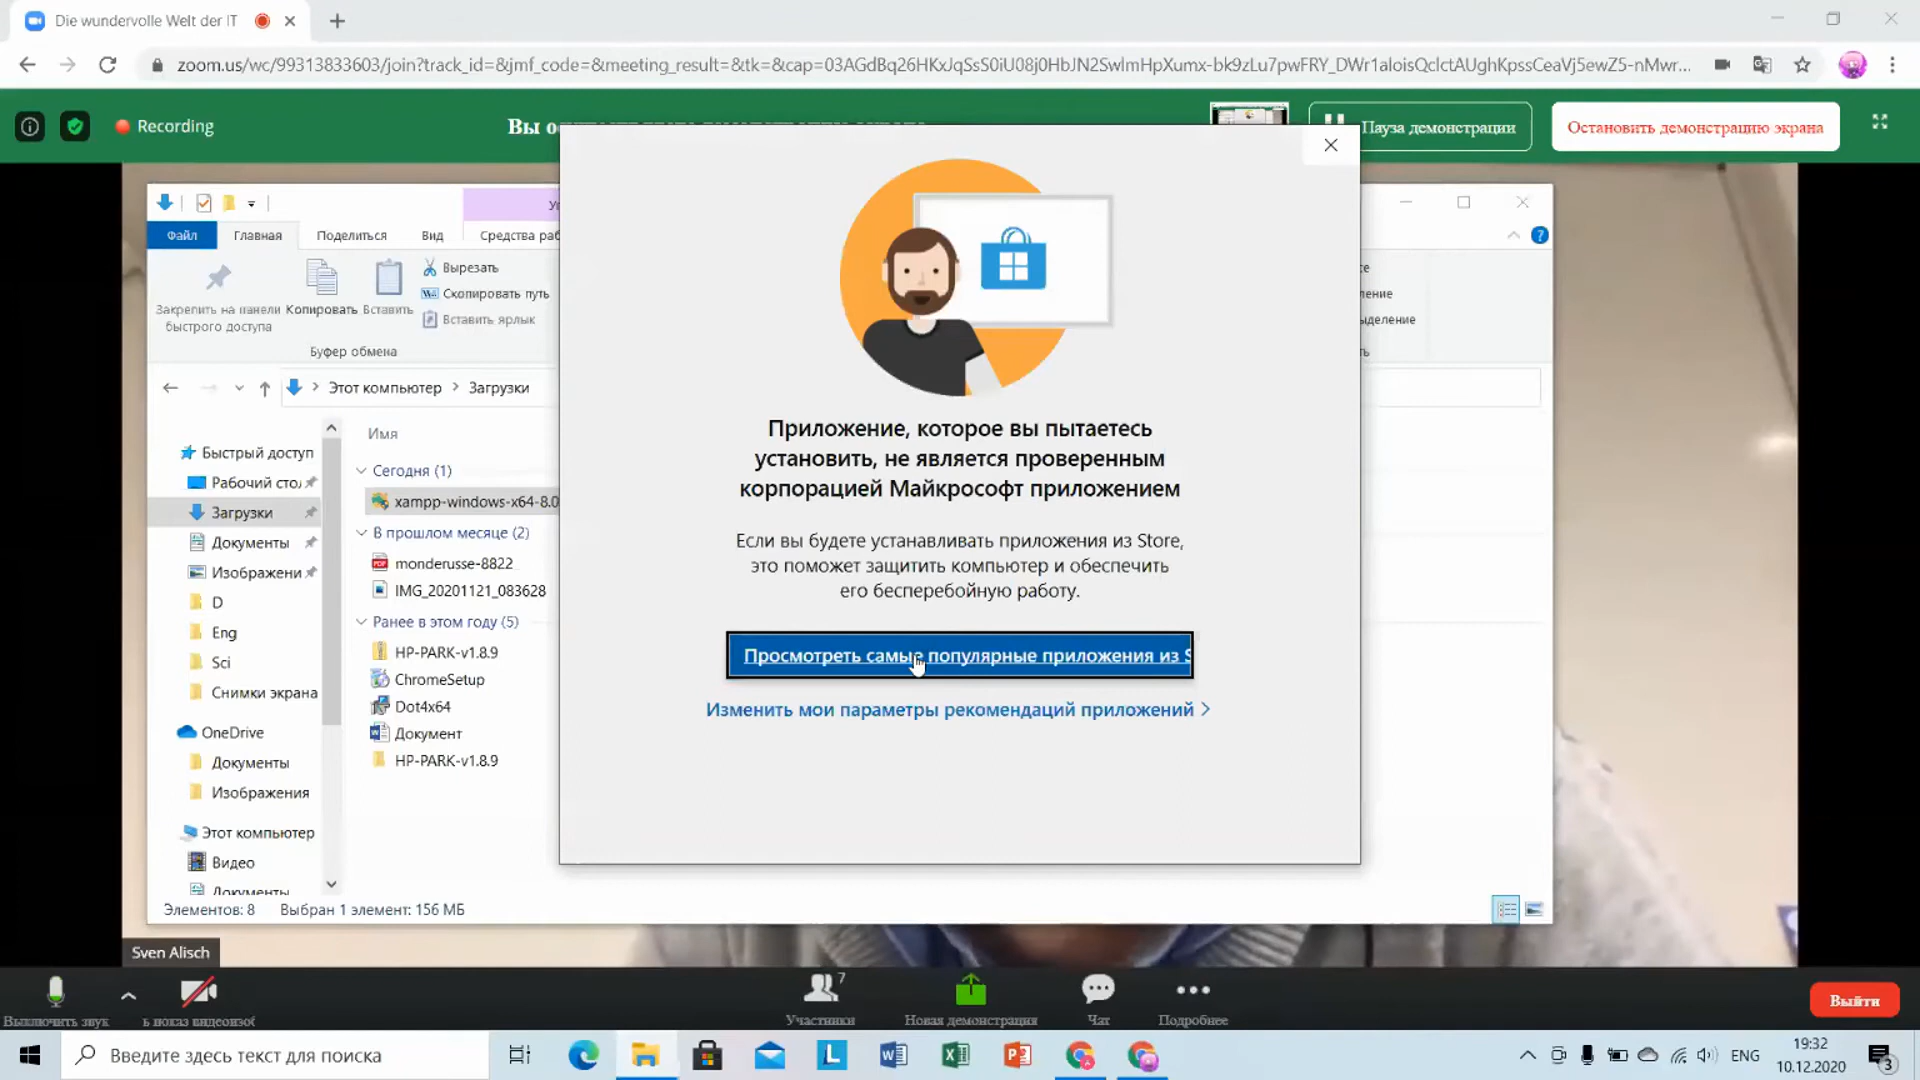 Die wundervolle Welt der IT
zoom.us/wc/99313833603/join?track_id=&jmf_code=&meeting_result=&tk=&cap=
Recording
Вы
Пауза демонстрации
Остановить демонстрацию экрана
Файл
Главная
Поделиться
Вид
Средства
Закрепить на панели
быстрого доступа
Копировать
Вставить
Вырезать
Скопировать путь
Вставить ярлык
Буфер обмена
Этот компьютер
Загрузки
Имя
Быстрый доступ
Рабочий
Загрузки
Документы
D
Eng
Sci
Снимки экрана
OneDrive
Документы
Изображения
Этот компьютер
Видео
Сегодня (1)
xampp-windows-x64-8.0
В прошлом месяце (2)
monderusse-8822
IMG_20201121_083628
Ранее в этом году (5)
HP-PARK-v1.8.9
ChromeSetup
Dot4x64
Документ
HP-PARK-v1.8.9
Приложение, которое вы пытаетесь
установить, не является проверенным
корпорацией Майкрософт приложением
Если вы будете устанавливать приложения из Store,
это поможет защитить компьютер и обеспечить
его бесперебойную работу.
Просмотреть самые популярные приложения из S
Изменить мои параметры рекомендаций приложений
Элементов: 8 Выбран 1 элемент: 156 МБ
Sven Alisch
Выключить звук
7
Участники
Новая демонстрация
Чат
Подробнее
Выйти
Введите здесь текст для поиска
ENG
19:32
10.12.2020
3